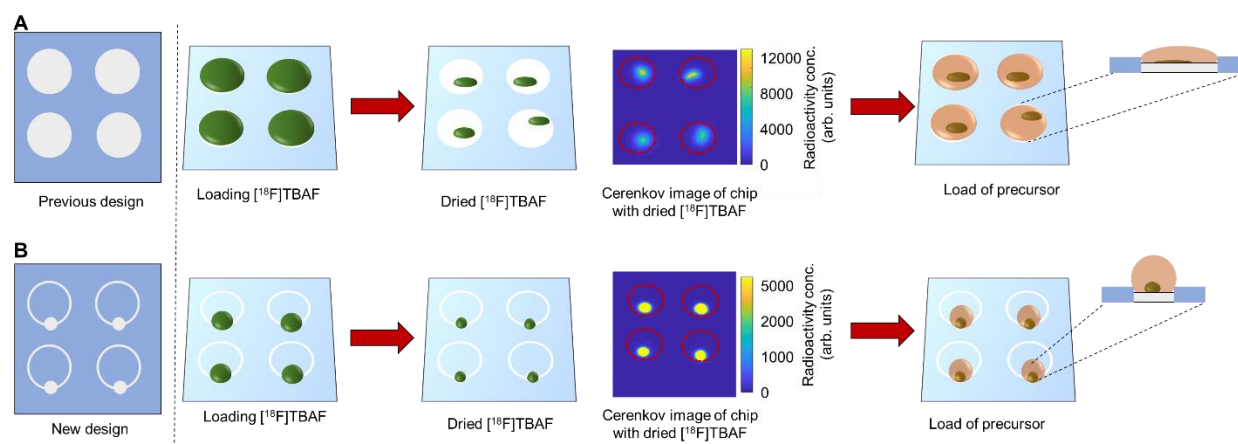 A
Previous design
Loading [¹⁸F]TBAF
Dried [¹⁸F]TBAF
12000
8000
4000
0
Radioactivity conc.
(arb. units)
Cerenkov image of chip
with dried [¹⁸F]TBAF
Load of precursor
B
New design
Loading [¹⁸F]TBAF
Dried [¹⁸F]TBAF
5000
2000
1000
0
Radioactivity conc.
(arb. units)
Cerenkov image of chip
with dried [¹⁸F]TBAF
Load of precursor